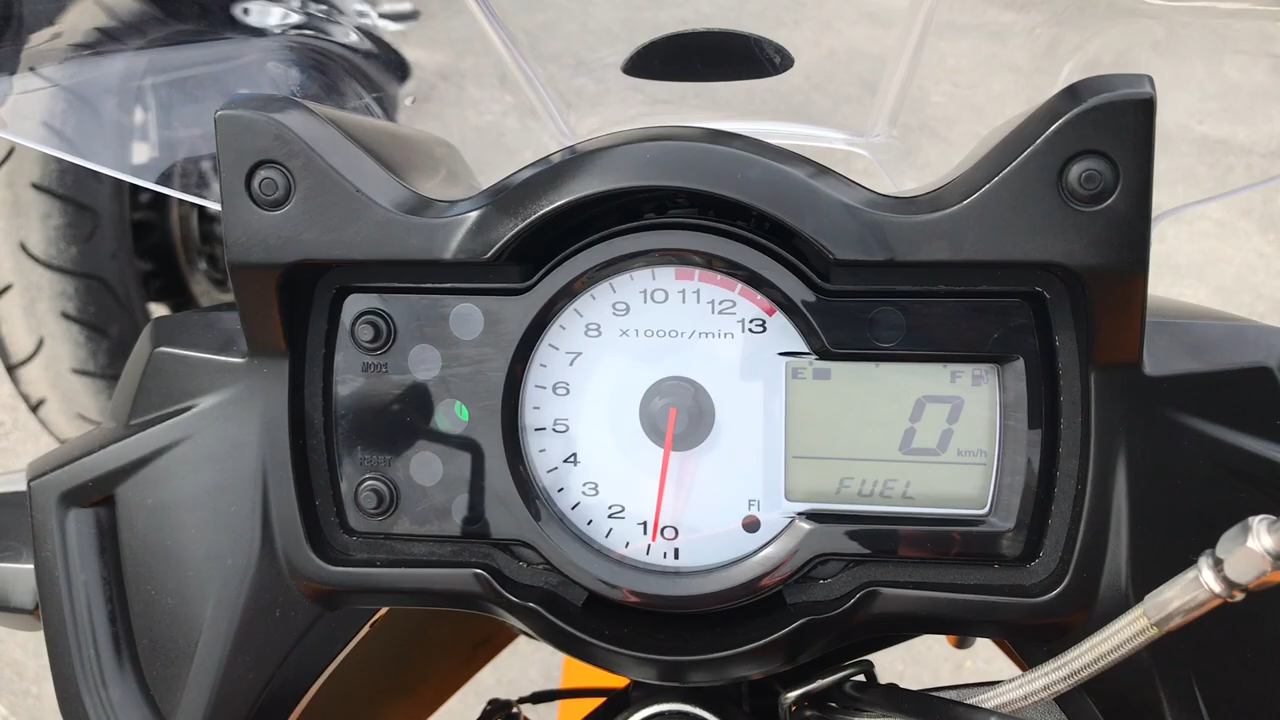 MODE
RESET
10 11
9 12
8 13
X1000r/min
7
6
5
4
3
2
1 0
FI
E F
0
km/h
FUEL